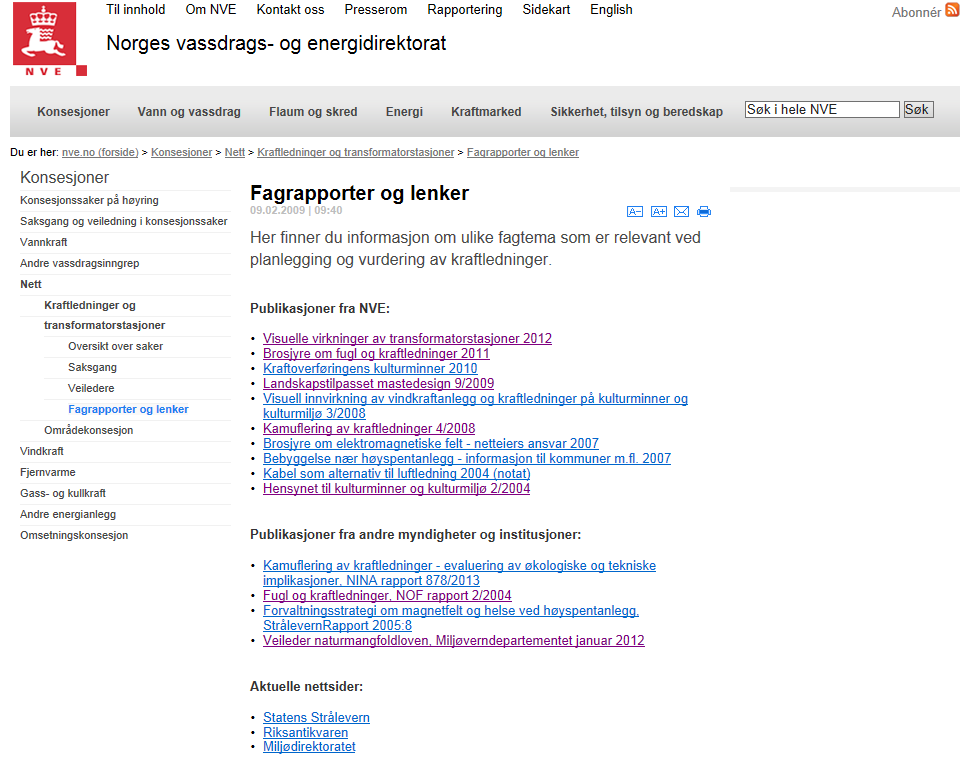 Til innhold Om NVE Kontakt oss Presserom Rapportering Sidekart English
Abonnér
NVE
Norges vassdrags- og energidirektorat
Konsesjoner Vann og vassdrag Flaum og skred Energi Kraftmarked Sikkerhet, tilsyn og beredskap Søk i hele NVE Søk
Du er her: nve.no (forside) > Konsesjoner > Nett > Kraftledninger og transformatorstasjoner > Fagrapporter og lenker
Konsesjoner
Konsesjonssaker på høyring
Saksgang og veiledning i konsesjonssaker
Vannkraft
Andre vassdragsinngrep
Nett
Kraftledninger og
transformatorstasjoner
Oversikt over saker
Saksgang
Veiledere
Fagrapporter og lenker
Områdekonsesjon
Vindkraft
Fjernvarme
Gass- og kullkraft
Andre energianlegg
Omsetningskonsesjon
Fagrapporter og lenker
09.02.2009 | 09:40
A- A+
Her finner du informasjon om ulike fagtema som er relevant ved
planlegging og vurdering av kraftledninger.
Publikasjoner fra NVE:
• Visuelle virkninger av transformatorstasjoner 2012
• Brosjyre om fugl og kraftledninger 2011
• Kraftoverføringens kulturminner 2010
• Landskapstilpasset mastedesign 9/2009
• Visuell innvirkning av vindkraftanlegg og kraftledninger på kulturminner og
kulturmiljø 3/2008
• Kamuflering av kraftledninger 4/2008
• Brosjyre om elektromagnetiske felt - netteiers ansvar 2007
• Bebyggelse nær høyspentanlegg - informasjon til kommuner m.fl. 2007
• Kabel som alternativ til luftledning 2004 (notat)
• Hensynet til kulturminner og kulturmiljø 2/2004
Publikasjoner fra andre myndigheter og institusjoner:
• Kamuflering av kraftledninger - evaluering av økologiske og tekniske
implikasjoner, NINA rapport 878/2013
• Fugl og kraftledninger, NOF rapport 2/2004
• Forvaltningsstrategi om magnetfelt og helse ved høyspentanlegg,
StrålevernRapport 2005:8
• Veileder naturmangfoldloven, Miljøverndepartementet januar 2012
Aktuelle nettsider:
• Statens Strålevern
• Riksantikvaren
• Miljødirektoratet